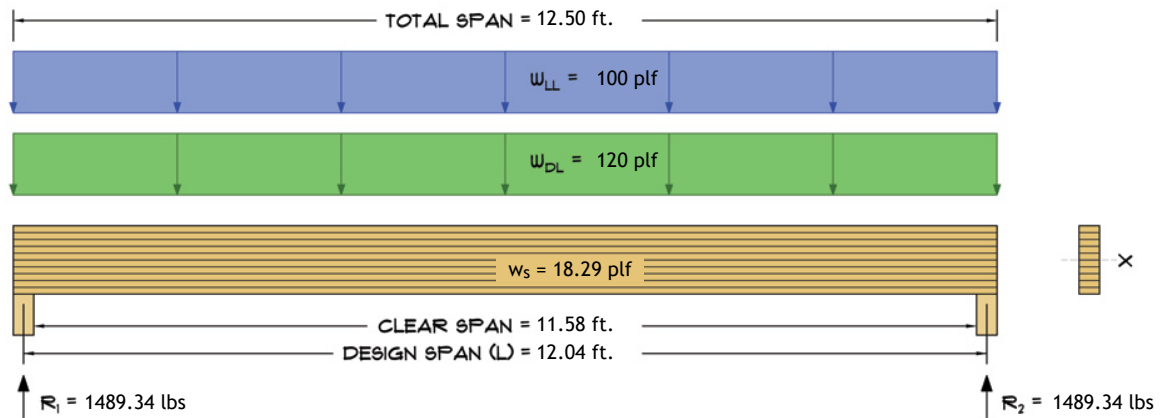 TOTAL SPAN = 12.50 ft.
wLL = 100 plf
wDL = 120 plf
ws = 18.29 plf
X
CLEAR SPAN = 11.58 ft.
DESIGN SPAN (L) = 12.04 ft.
R1 = 1489.34 lbs
R2 = 1489.34 lbs